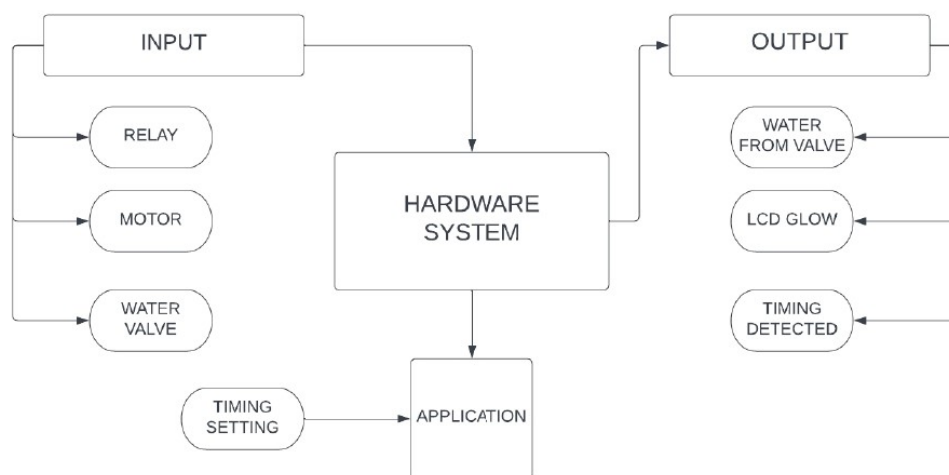 INPUT
OUTPUT
RELAY
MOTOR
WATER
VALVE
HARDWARE
SYSTEM
WATER
FROM VALVE
LCD GLOW
TIMING
DETECTED
TIMING
SETTING
APPLICATION